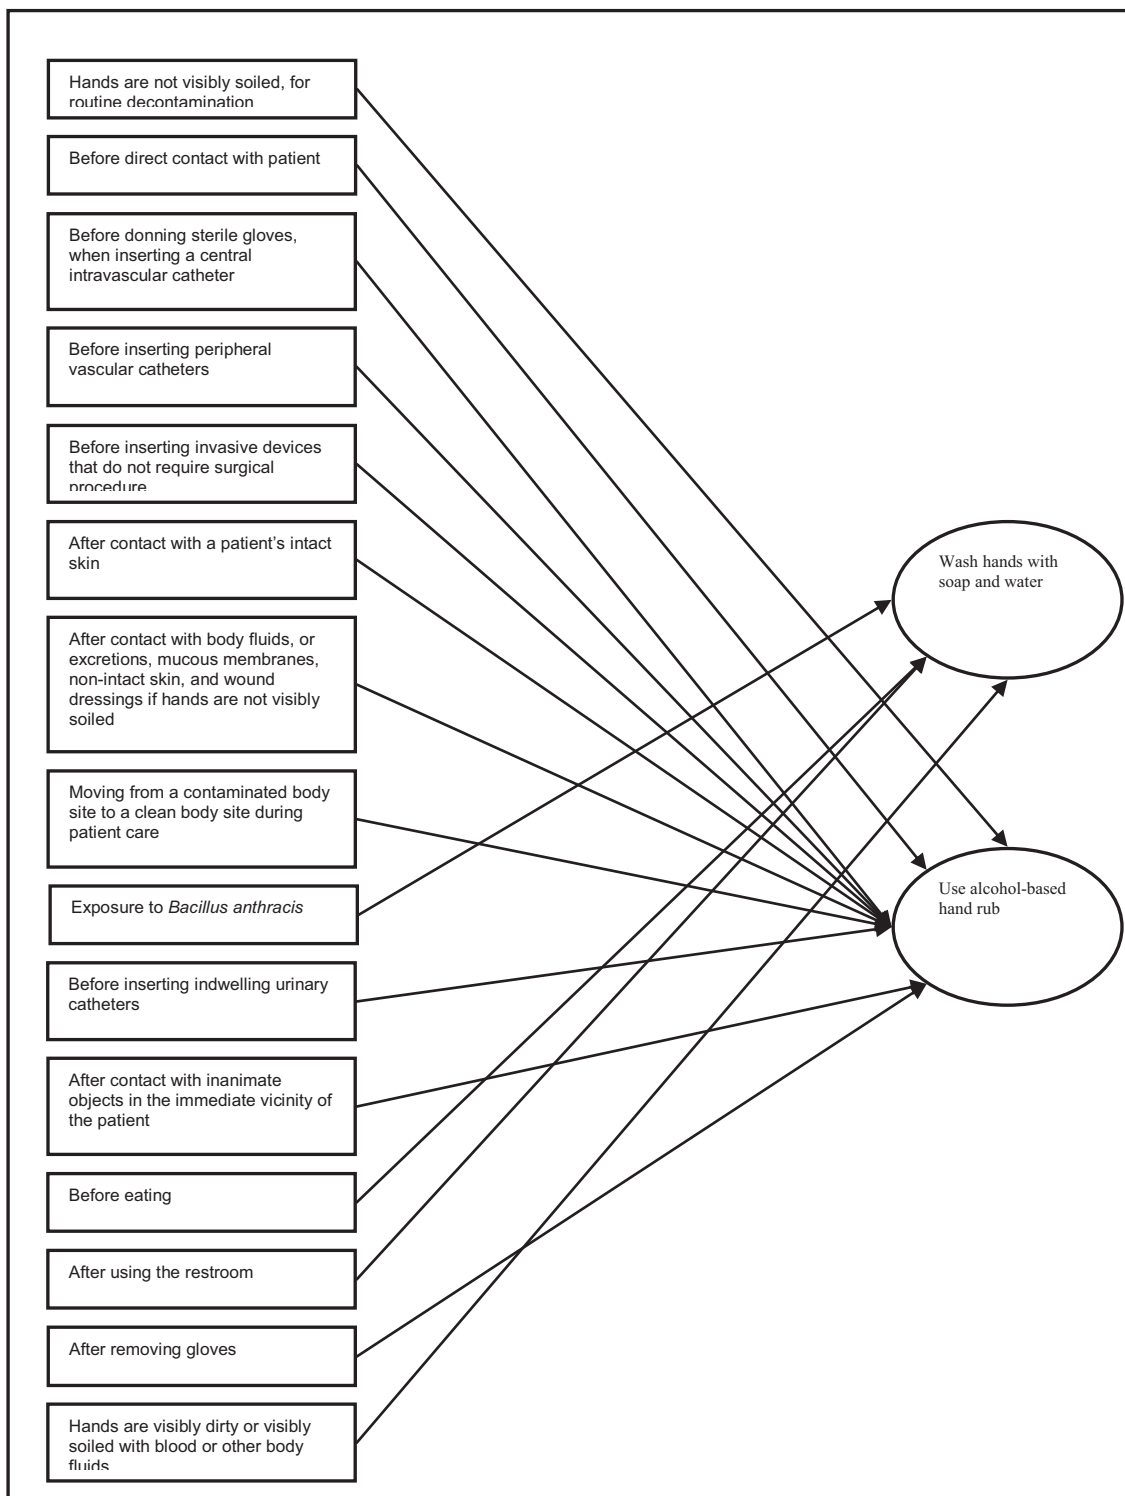 Hands are not visibly soiled, for
routine decontamination
Before direct contact with patient
Before donning sterile gloves,
when inserting a central
intravascular catheter
Before inserting peripheral
vascular catheters
Before inserting invasive devices
that do not require surgical
procedure
After contact with a patient’s intact
skin
After contact with body fluids, or
excretions, mucous membranes,
non-intact skin, and wound
dressings if hands are not visibly
soiled
Moving from a contaminated body
site to a clean body site during
patient care
Exposure to Bacillus anthracis
Before inserting indwelling urinary
catheters
After contact with inanimate
objects in the immediate vicinity of
the patient
Before eating
After using the restroom
After removing gloves
Hands are visibly dirty or visibly
soiled with blood or other body
fluids
Wash hands with
soap and water
Use alcohol-based
hand rub